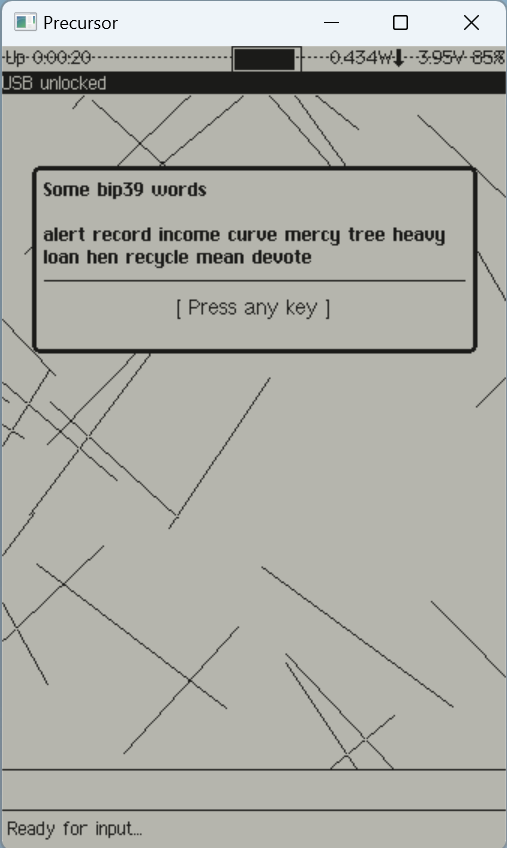 Precursor
Up 0:00:20 0.434W 3.95V 85%
USB unlocked
Some bip39 words
alert record income curve mercy tree heavy
loan hen recycle mean devote
[ Press any key ]
Ready for input...